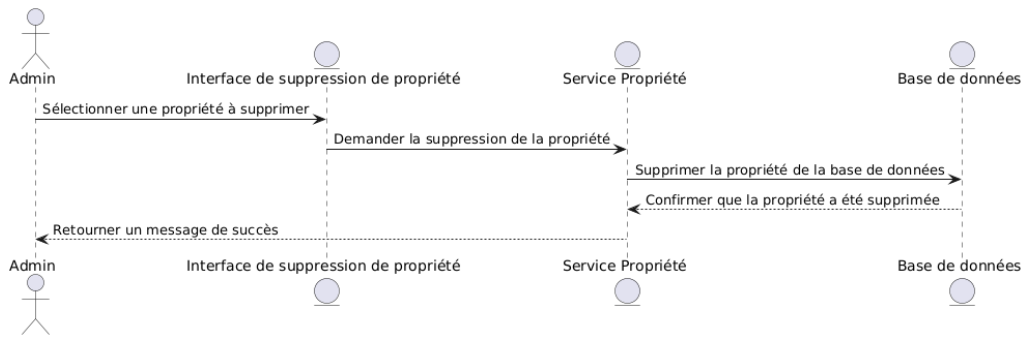 Admin
Interface de suppression de propriété
Service Propriété
Base de données
Sélectionner une propriété à supprimer
Demander la suppression de la propriété
Supprimer la propriété de la base de données
Confirmer que la propriété a été supprimée
Retourner un message de succès
Admin
Interface de suppression de propriété
Service Propriété
Base de données